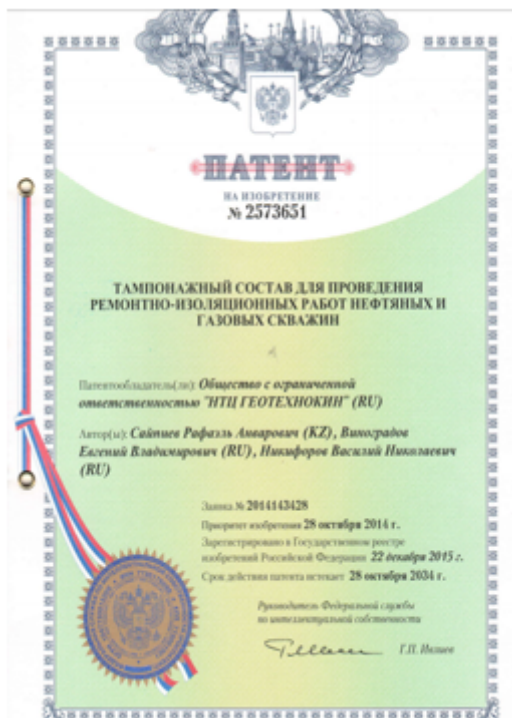 ПАТЕНТ
НА ИЗОБРЕТЕНИЕ
№ 2573651
ТАМПОНАЖНЫЙ СОСТАВ ДЛЯ ПРОВЕДЕНИЯ
РЕМОНТНО-ИЗОЛЯЦИОННЫХ РАБОТ НЕФТЯНЫХ И
ГАЗОВЫХ СКВАЖИН
Патентообладатель(ли): Общество с ограниченной
ответственностью "НТЦ ГЕОТЕХНОКИН" (RU)
Автор(ы): Сайпиев Рафаэль Анварович (KZ), Виноградов
Евгений Владимирович (RU), Никифоров Василий Николаевич
(RU)
Заявка № 2014143428
Приоритет изобретения 28 октября 2014 г.
Зарегистрировано в Государственном реестре
изобретений Российской Федерации 22 декабря 2015 г.
Срок действия патента истекает 28 октября 2034 г.
Руководитель Федеральной службы
по интеллектуальной собственности
Г.П. Ивлиев